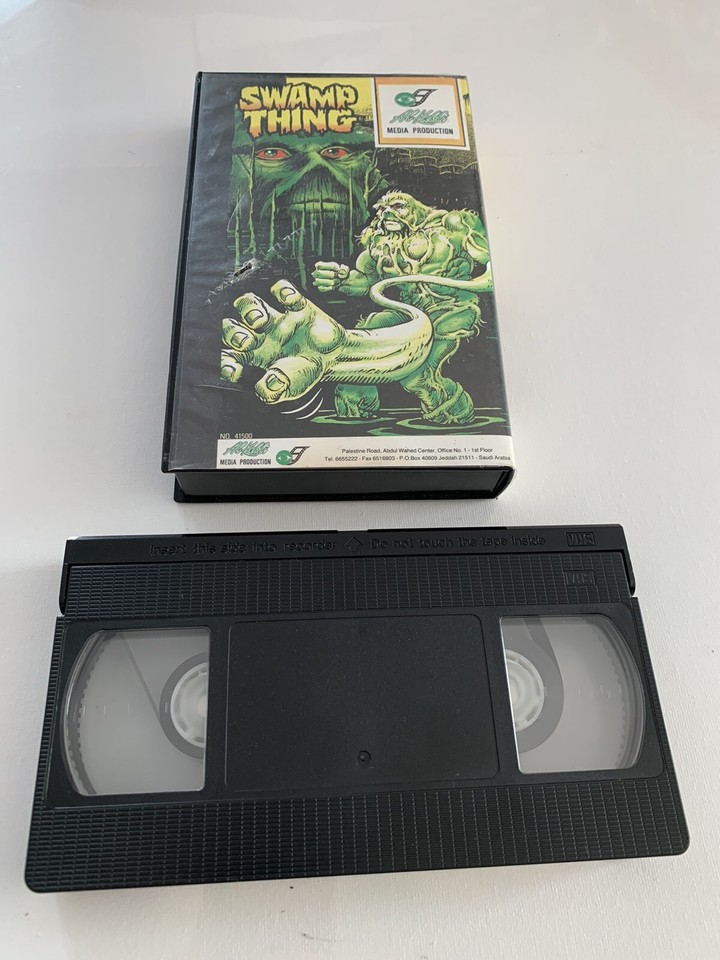 SWAMP
THING
MEDIA PRODUCTION
NO. 41500
MEDIA PRODUCTION
Palestine Road, Abdul Wahed Center, Office No. 1 - 1st Floor
Tel. 6655222 - Fax 6516903 - P.O.Box 40609 Jeddah 21511 - Saudi Arabia
Insert this side into recorder Do not touch the tape inside VHS
VHS